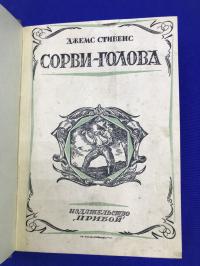 ДЖЕМС СТИВЕНС
СОРВИ-ГОЛОВА
ИЗДАТЕЛЬСТВО
„ПРИБОЙ“